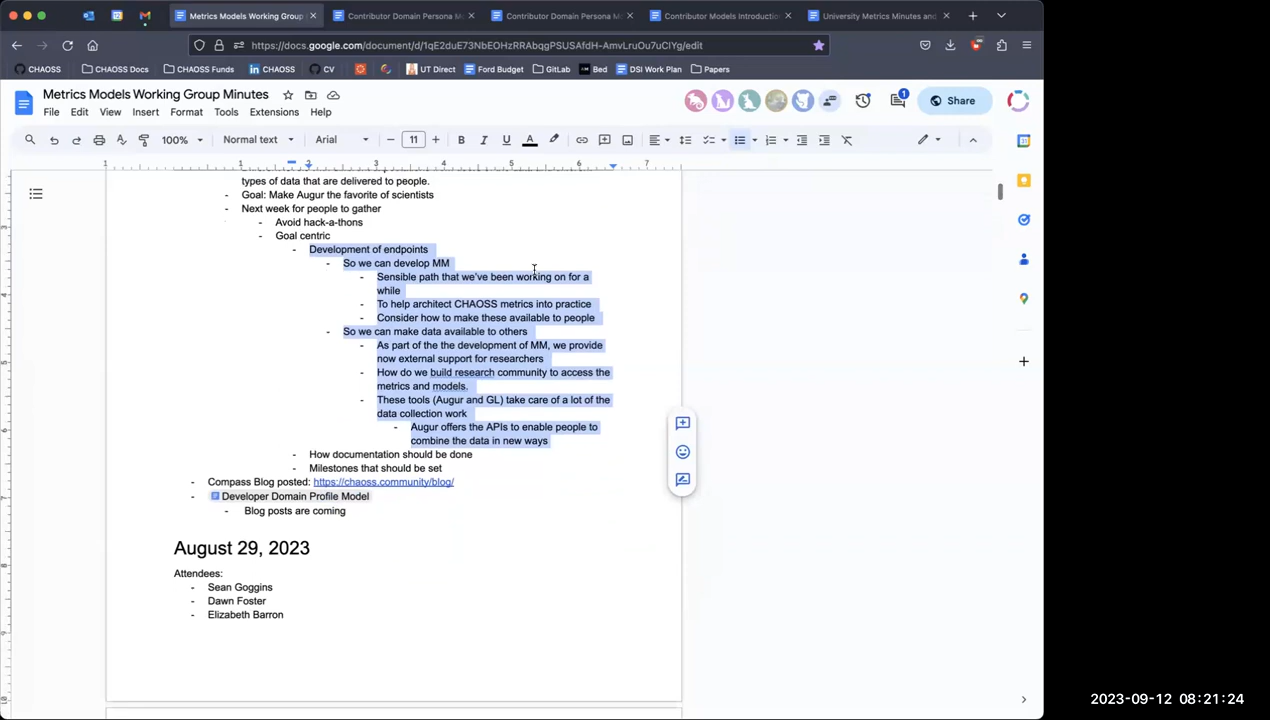 Metrics Models Working Group
Contributor Domain Persona M
Contributor Domain Persona M
Contributor Models Introduction
University Metrics Minutes and
https://docs.google.com/document/d/1qE2duE73NbEOHzRRAbqgPSUSAfdH-AmvLruOu7uClYg/edit
CHAOSS
CHAOSS Docs
CHAOSS Funds
CHAOSS
CV
UT Direct
Ford Budget
GitLab
Bed
DSI Work Plan
Papers
Metrics Models Working Group Minutes
File Edit View Insert Format Tools Extensions Help
1
Share
100% Normal text Arial 11
1 1 2 3 4 5 6 7
types of data that are delivered to people.
- Goal: Make Augur the favorite of scientists
- Next week for people to gather
- Avoid hack-a-thons
- Goal centric
- Development of endpoints
- So we can develop MM
- Sensible path that we've been working on for a
while
- To help architect CHAOSS metrics into practice
- Consider how to make these available to people
- So we can make data available to others
- As part of the the development of MM, we provide
now external support for researchers
- How do we build research community to access the
metrics and models.
- These tools (Augur and GL) take care of a lot of the
data collection work
- Augur offers the APIs to enable people to
combine the data in new ways
- How documentation should be done
- Milestones that should be set
- Compass Blog posted: https://chaoss.community/blog/
- Developer Domain Profile Model
- Blog posts are coming
August 29, 2023
Attendees:
- Sean Goggins
- Dawn Foster
- Elizabeth Barron
2023-09-12 08:21:24